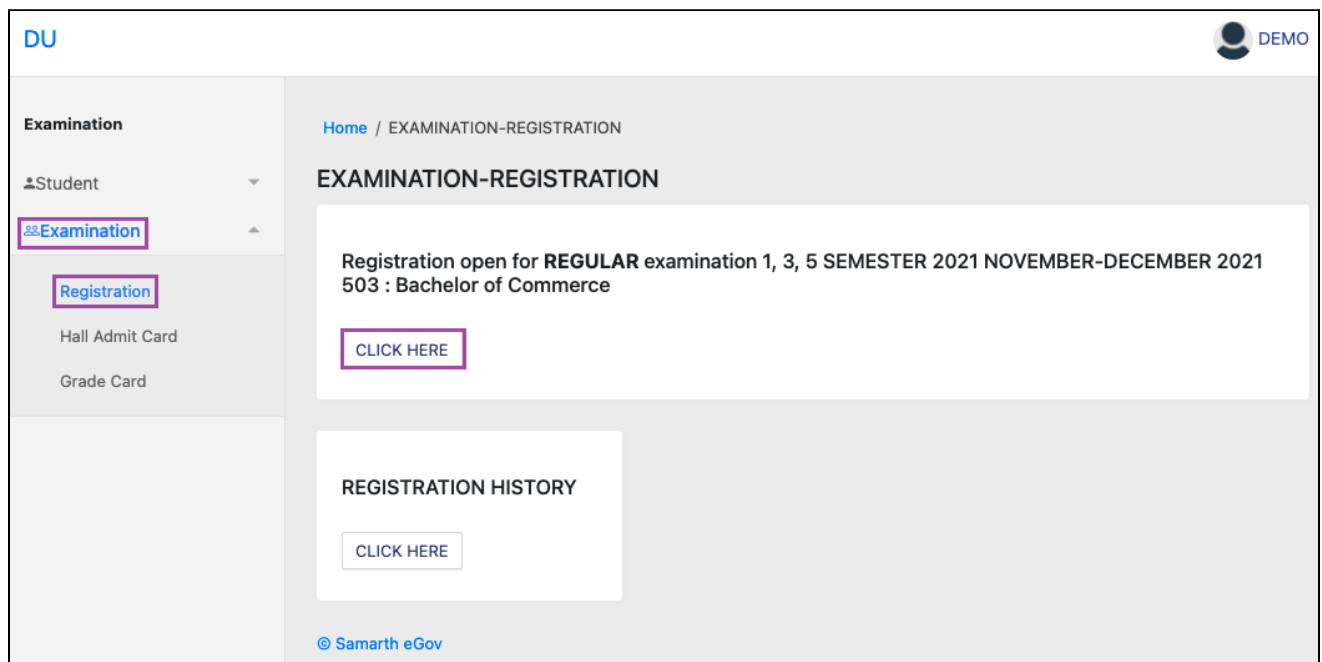 DU
DEMO
Examination
Student
Examination
Registration
Hall Admit Card
Grade Card
Home / EXAMINATION-REGISTRATION
EXAMINATION-REGISTRATION
Registration open for REGULAR examination 1, 3, 5 SEMESTER 2021 NOVEMBER-DECEMBER 2021
503 : Bachelor of Commerce
CLICK HERE
REGISTRATION HISTORY
CLICK HERE
© Samarth eGov